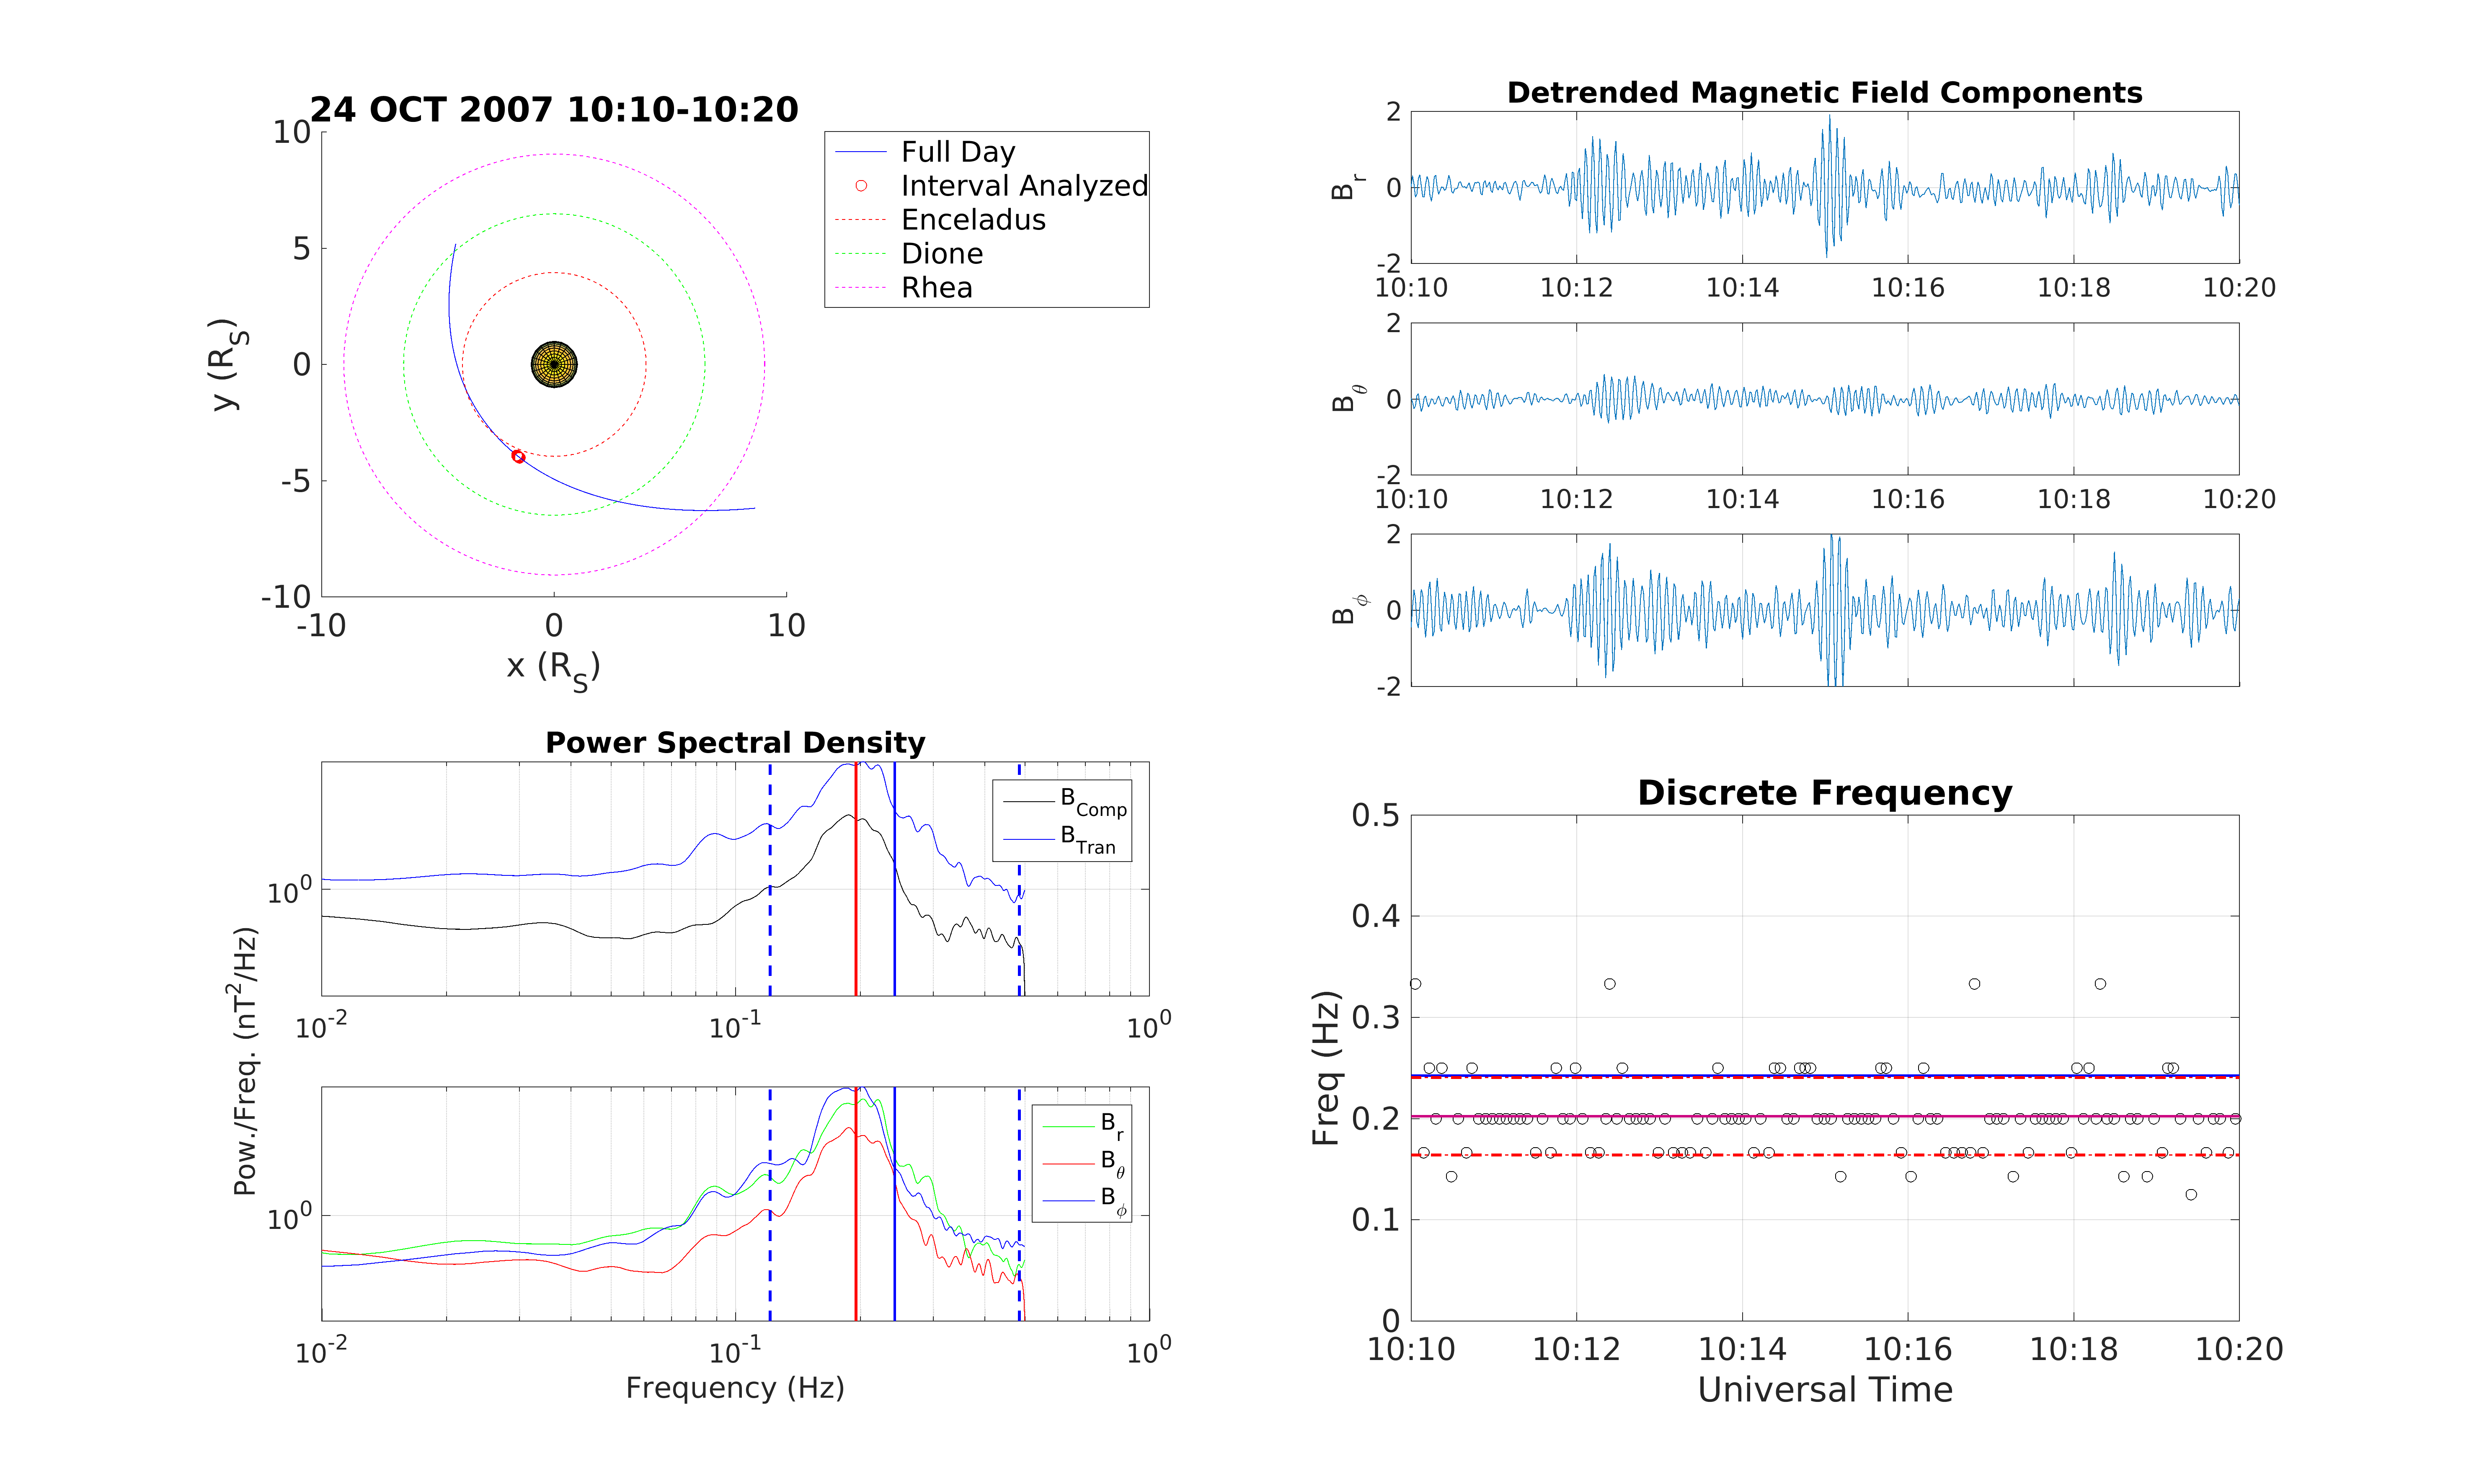 24 OCT 2007 10:10-10:20
10
5
0
-5
-10
y (R_S)
-10 0 10
x (R_S)
Full Day
Interval Analyzed
Enceladus
Dione
Rhea
Detrended Magnetic Field Components
2
0
-2
B_r
10:10 10:12 10:14 10:16 10:18 10:20
2
0
-2
B_θ
10:10 10:12 10:14 10:16 10:18 10:20
2
0
-2
B_ϕ
Power Spectral Density
10^0
B_Comp
B_Tran
10^-2 10^-1 10^0
Pow./Freq. (nT^2/Hz)
10^0
B_r
B_θ
B_ϕ
10^-2 10^-1 10^0
Frequency (Hz)
Discrete Frequency
0.5
0.4
0.3
0.2
0.1
0
Freq (Hz)
10:10 10:12 10:14 10:16 10:18 10:20
Universal Time